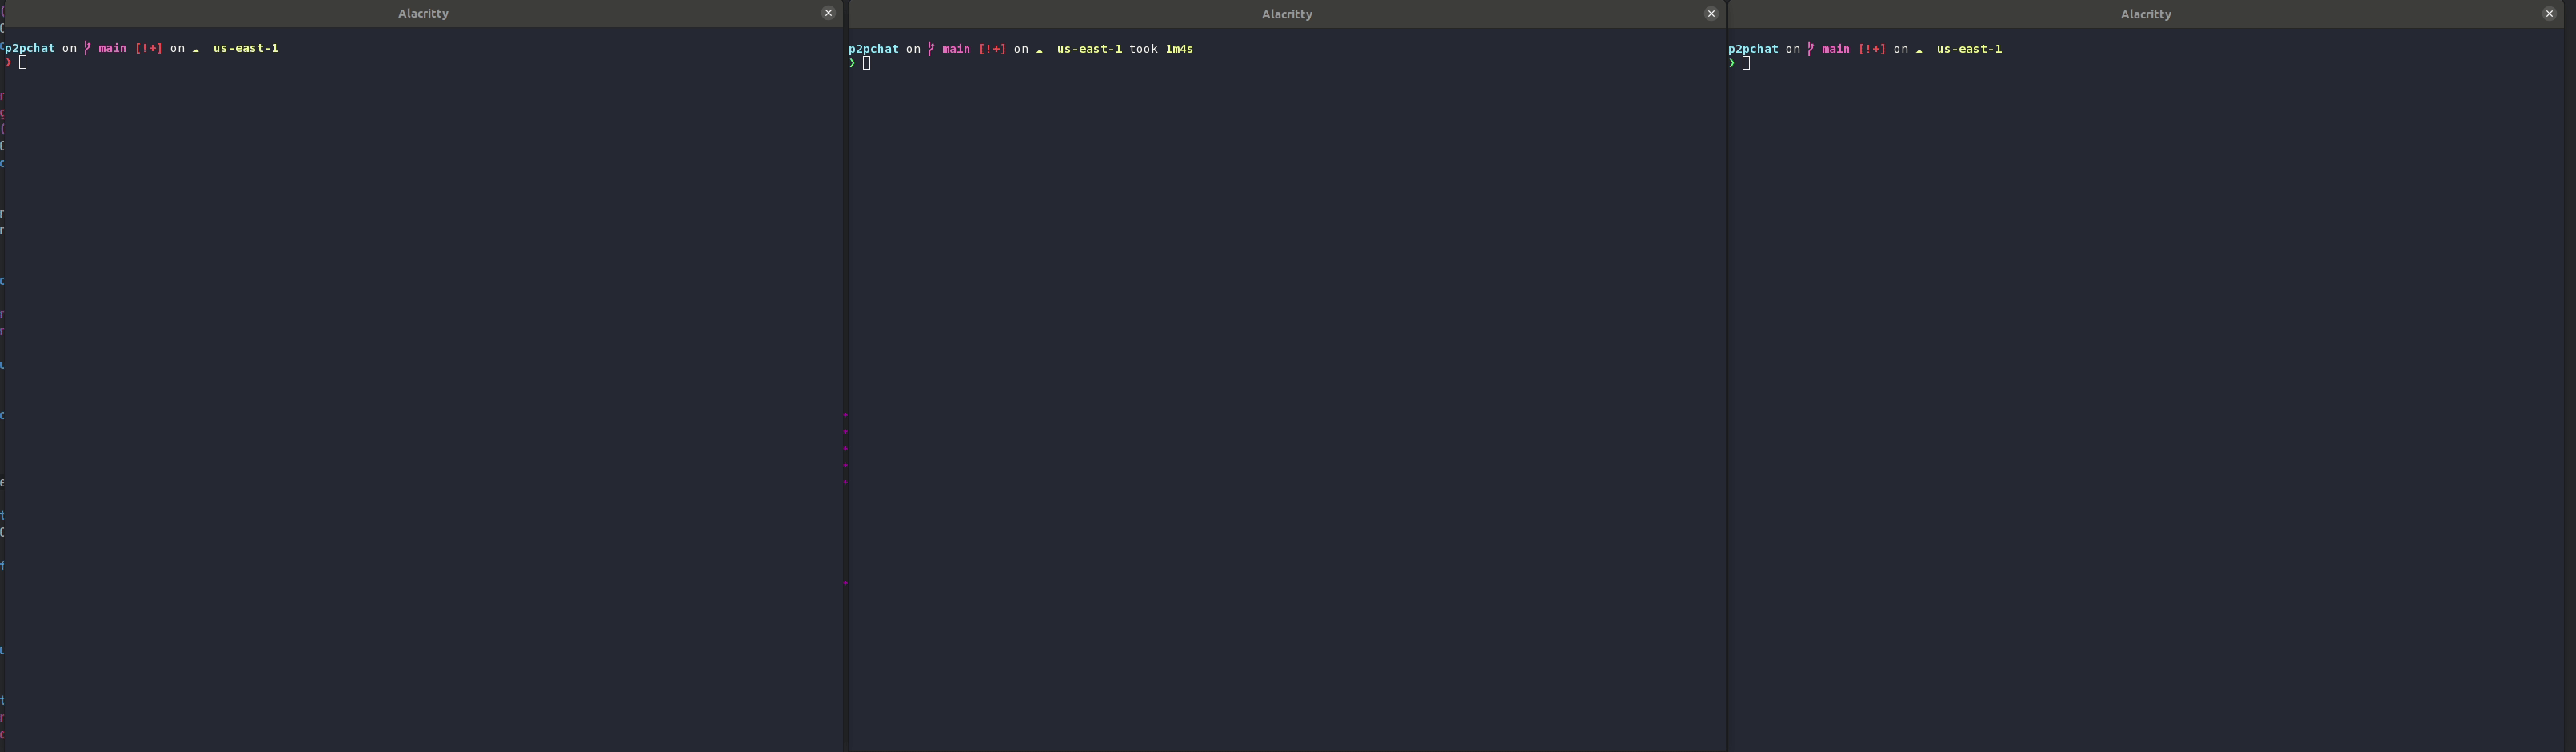 Alacritty
p2pchat on main [!+] on ☁ us-east-1
❯
Alacritty
p2pchat on main [!+] on ☁ us-east-1 took 1m4s
❯
Alacritty
p2pchat on main [!+] on ☁ us-east-1
❯